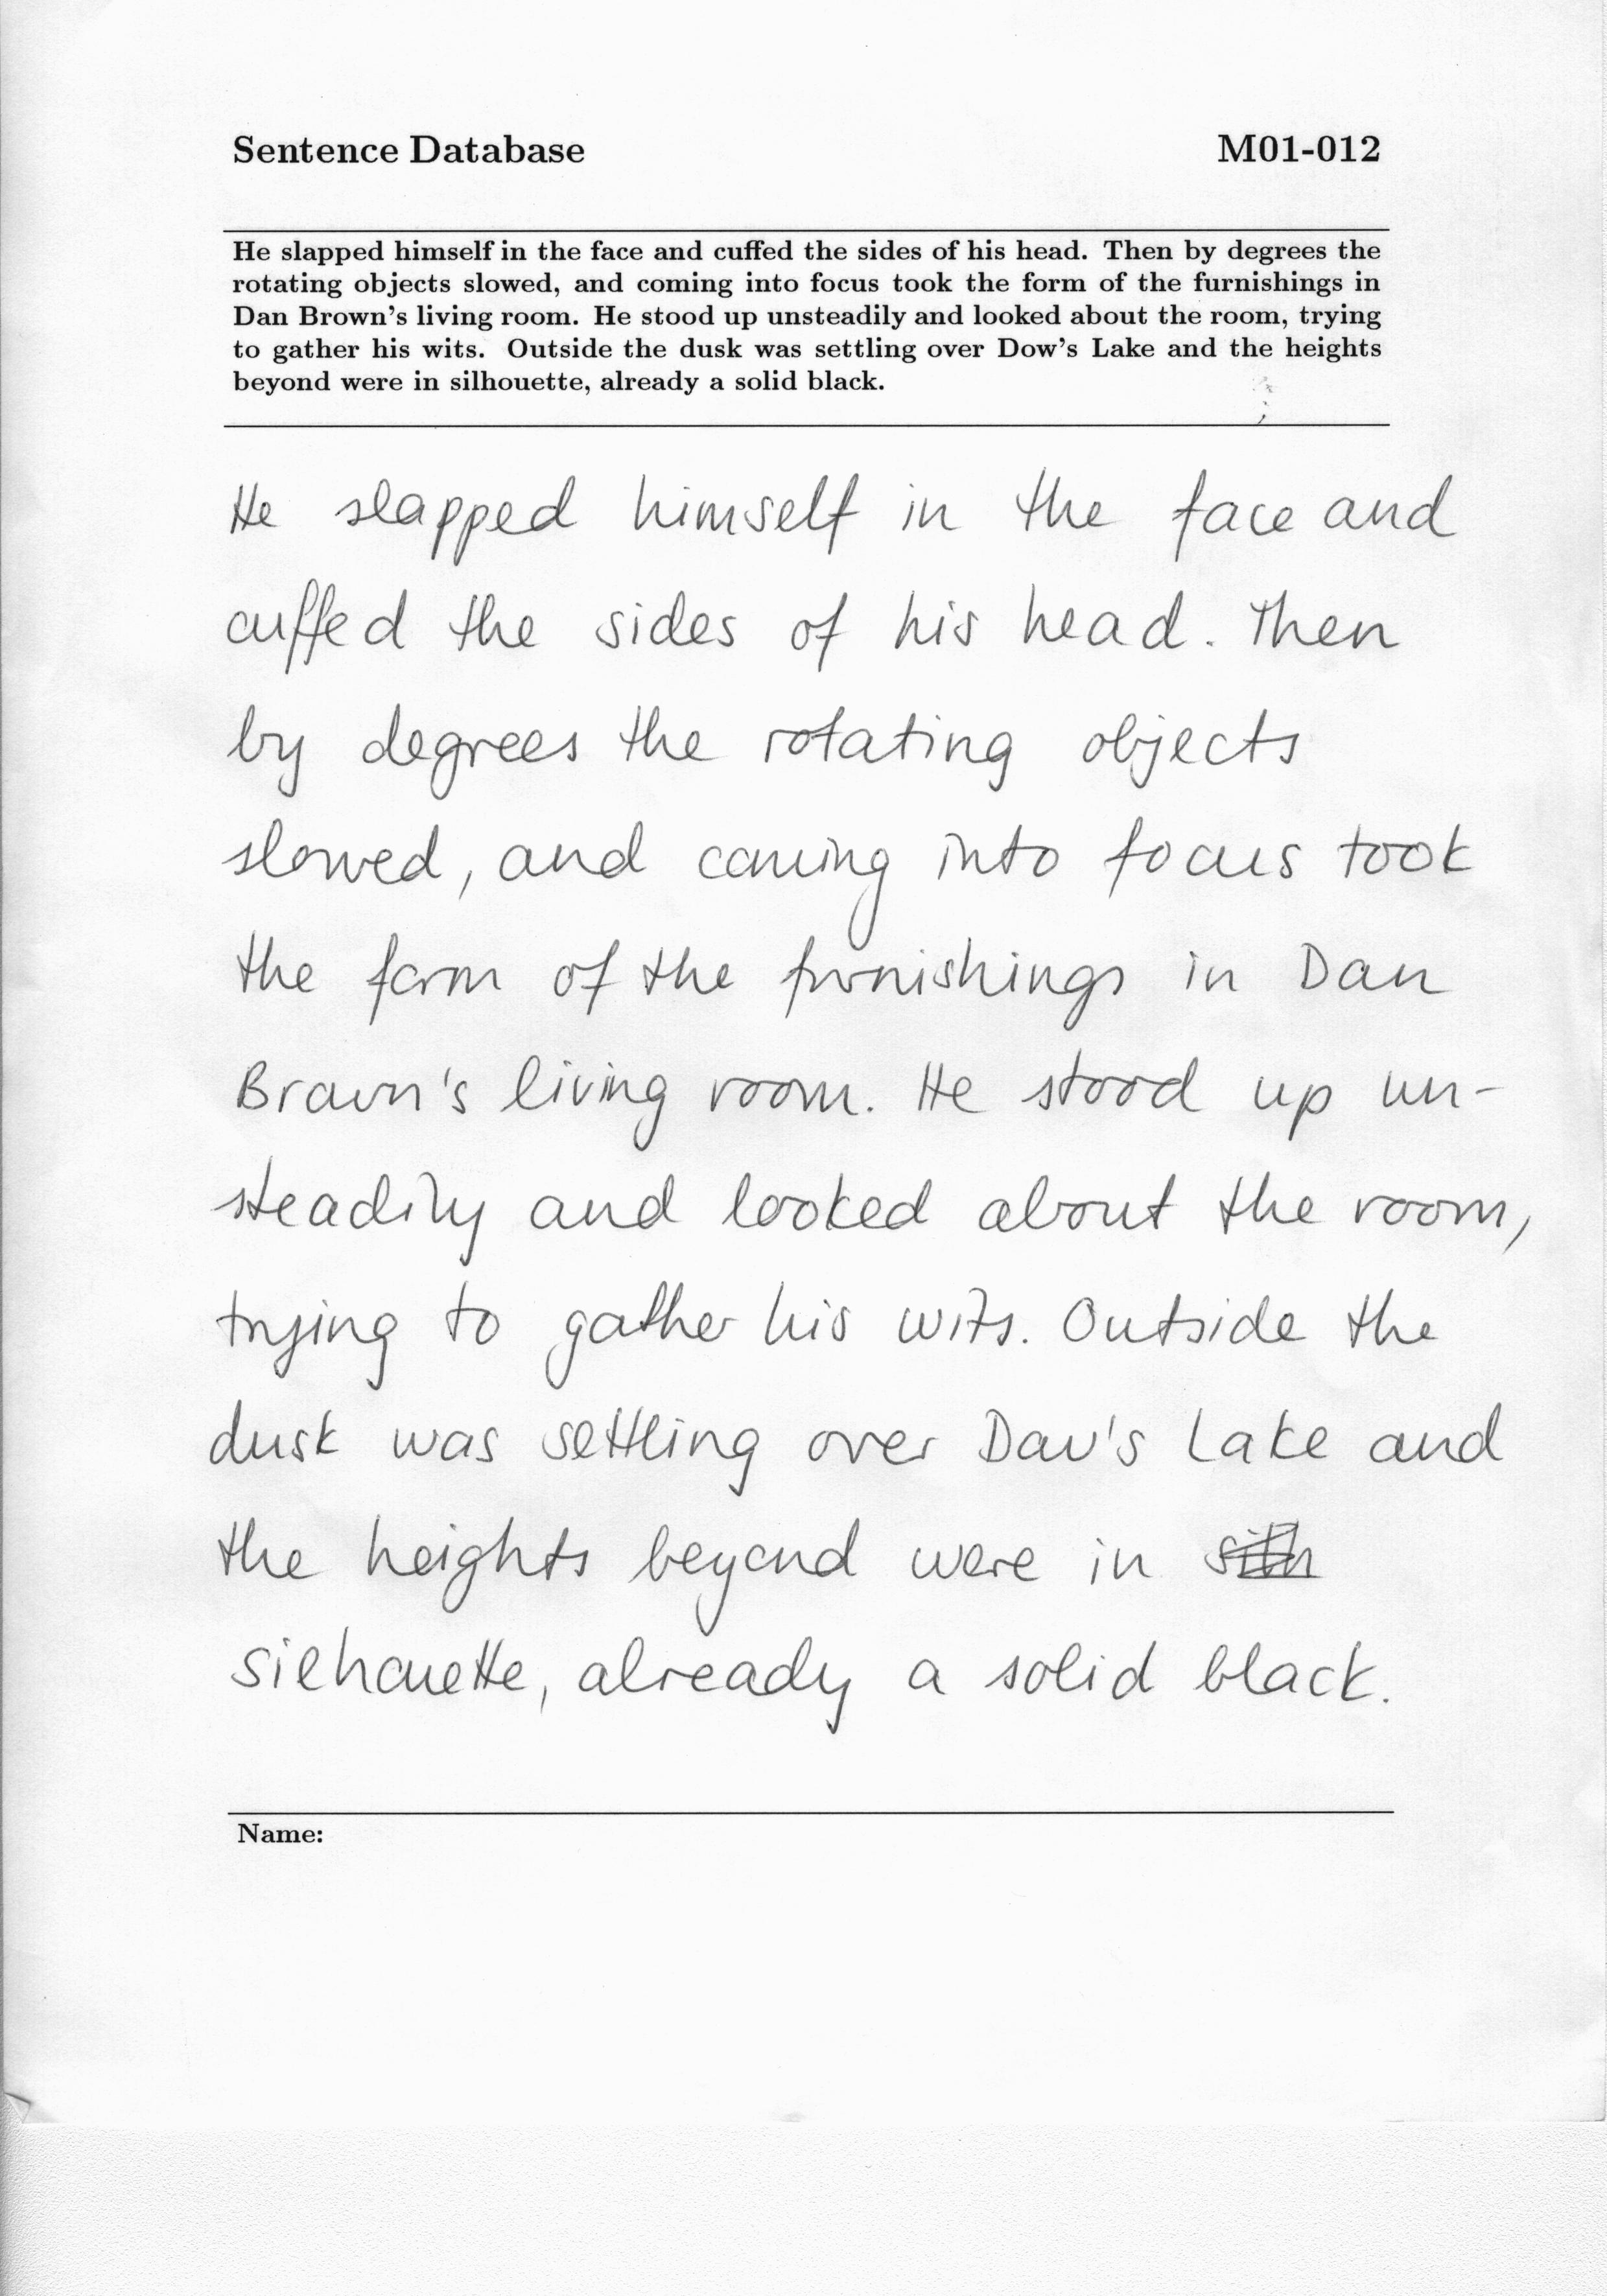 Sentence Database M01-012
He slapped himself in the face and cuffed the sides of his head. Then by degrees the
rotating objects slowed, and coming into focus took the form of the furnishings in
Dan Brown's living room. He stood up unsteadily and looked about the room, trying
to gather his wits. Outside the dusk was settling over Dow's Lake and the heights
beyond were in silhouette, already a solid black.
He slapped himself in the face and
cuffed the sides of his head. Then
by degrees the rotating objects
slowed, and coming into focus took
the form of the furnishings in Dan
Brown's living room. He stood up un-
steadily and looked about the room,
trying to gather his wits. Outside the
dusk was settling over Dow's Lake and
the heights beyond were in
silhouette, already a solid black.
Name: